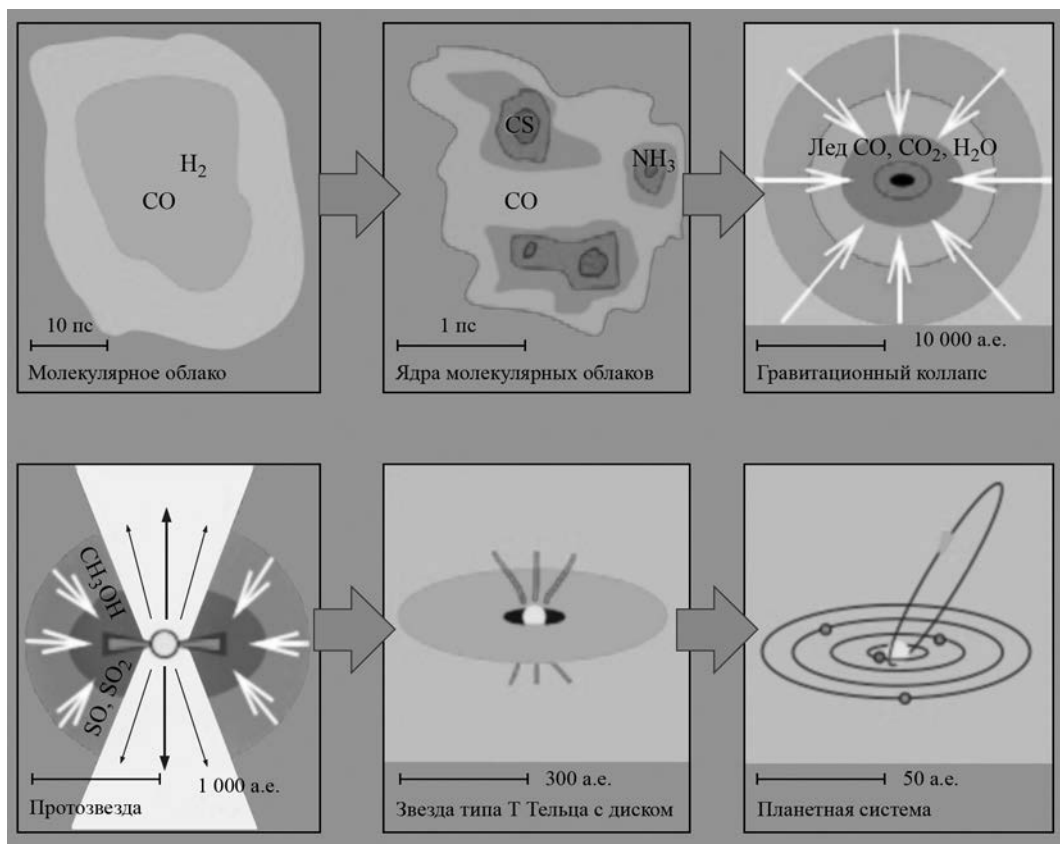 H₂
CO
10 пс
Молекулярное облако
CS
NH₃
CO
1 пс
Ядра молекулярных облаков
Лед CO, CO₂, H₂O
10 000 а.е.
Гравитационный коллапс
CH₃OH
SO, SO₂
1 000 а.е.
Протозвезда
300 а.е.
Звезда типа Т Тельца с диском
50 а.е.
Планетная система